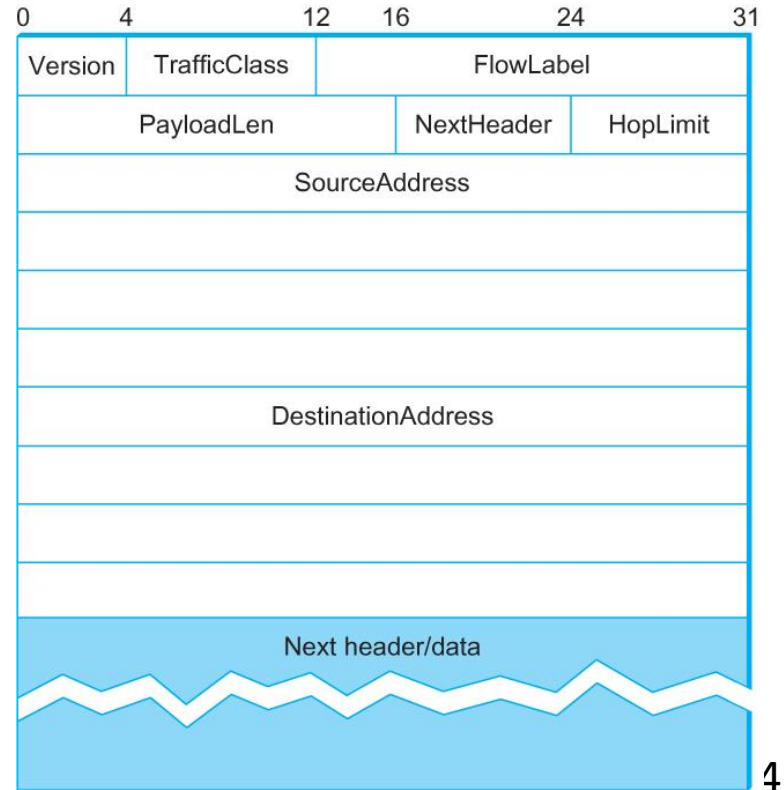 0 4 12 16 24 31
Version TrafficClass FlowLabel
PayloadLen NextHeader HopLimit
SourceAddress
DestinationAddress
Next header/data
4